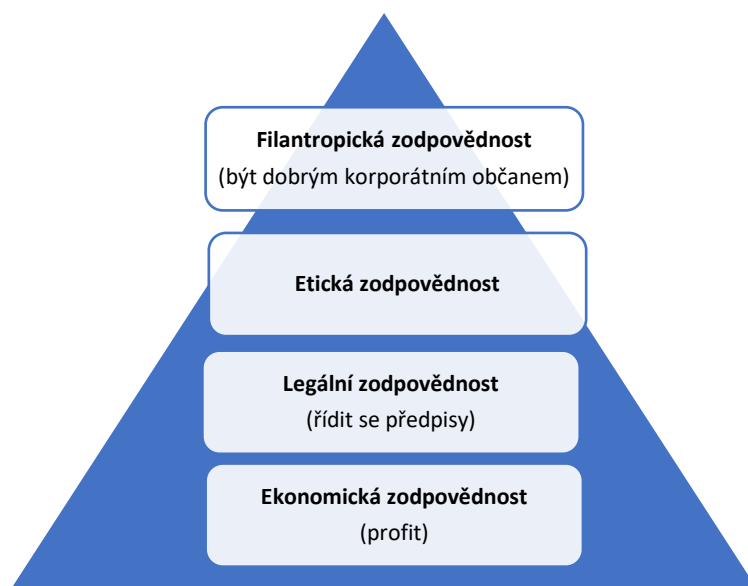 Filantropická zodpovědnost
(být dobrým korporátním občanem)
Etická zodpovědnost
Legální zodpovědnost
(řídit se předpisy)
Ekonomická zodpovědnost
(profit)